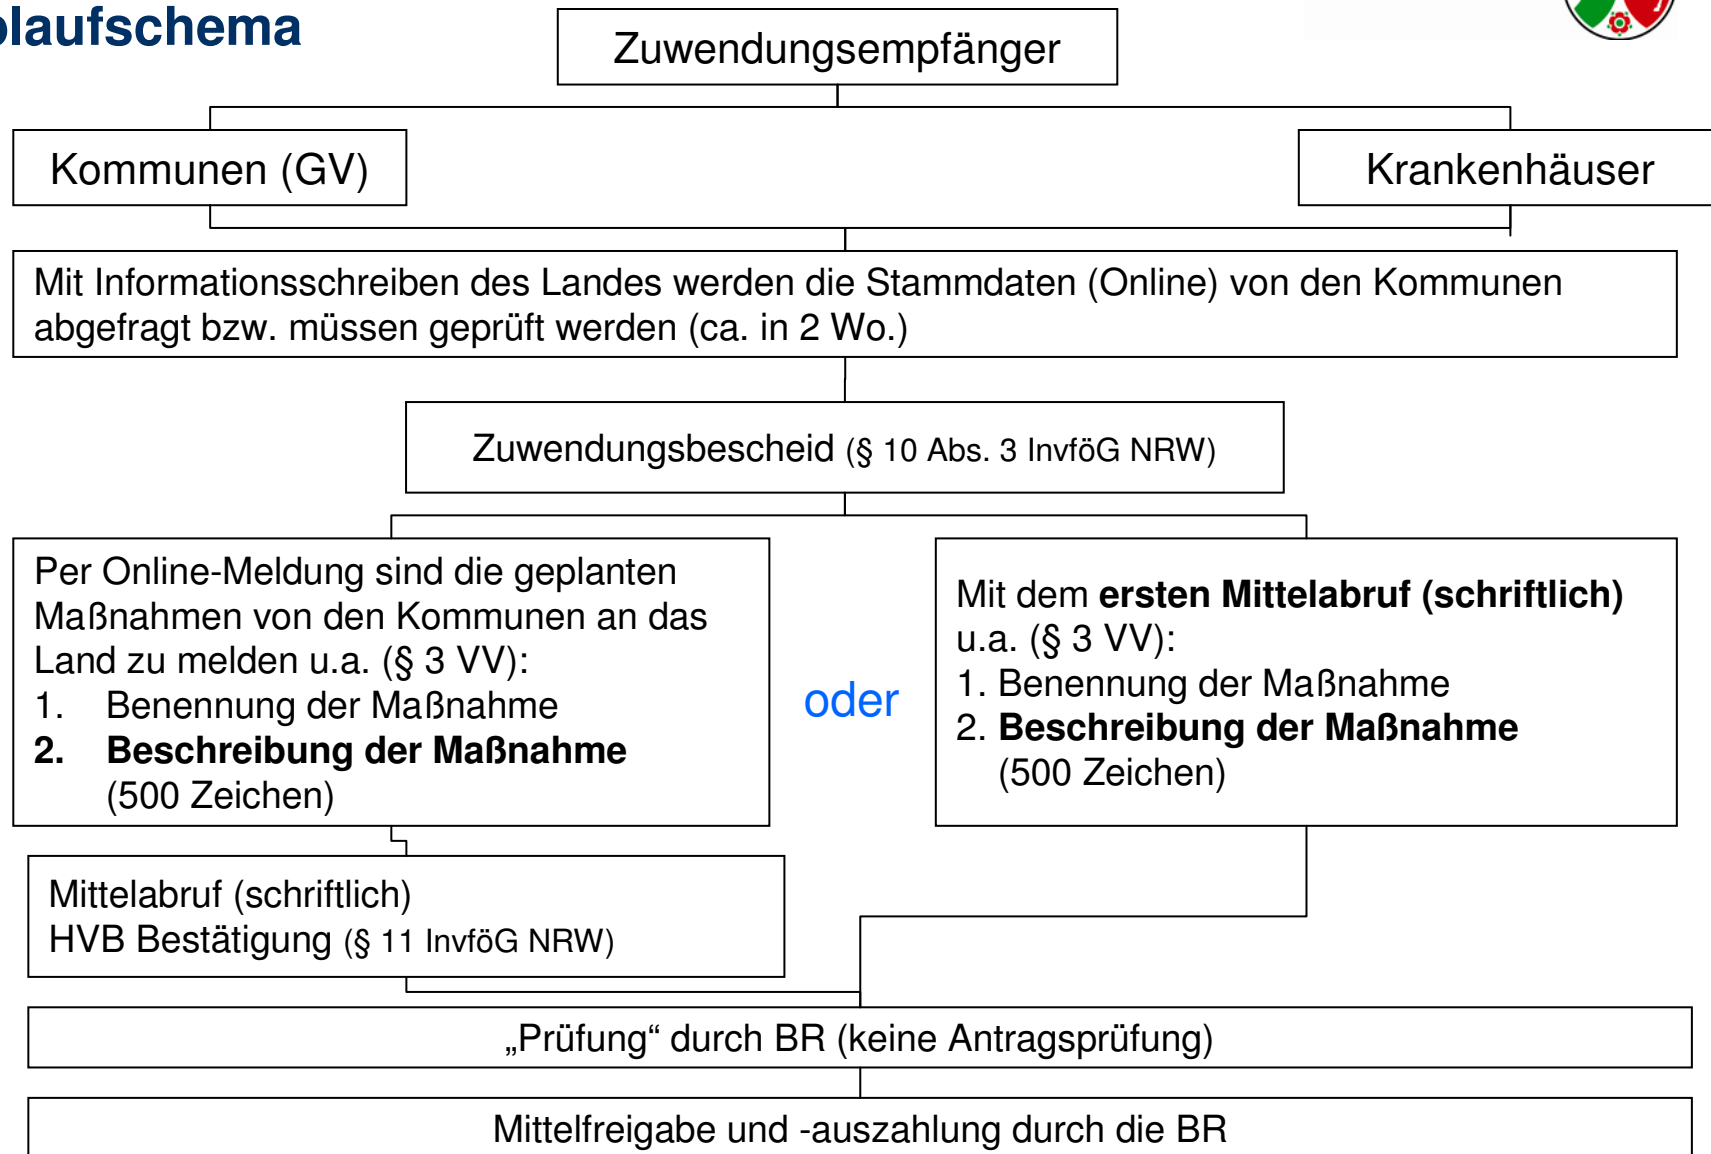 blaufschema
Zuwendungsempfänger
Kommunen (GV)
Krankenhäuser
Mit Informationsschreiben des Landes werden die Stammdaten (Online) von den Kommunen
abgefragt bzw. müssen geprüft werden (ca. in 2 Wo.)
Zuwendungsbescheid (§ 10 Abs. 3 InvföG NRW)
Per Online-Meldung sind die geplanten
Maßnahmen von den Kommunen an das
Land zu melden u.a. (§ 3 VV):
1. Benennung der Maßnahme
2. Beschreibung der Maßnahme
(500 Zeichen)
oder
Mit dem ersten Mittelabruf (schriftlich)
u.a. (§ 3 VV):
1. Benennung der Maßnahme
2. Beschreibung der Maßnahme
(500 Zeichen)
Mittelabruf (schriftlich)
HVB Bestätigung (§ 11 InvföG NRW)
„Prüfung“ durch BR (keine Antragsprüfung)
Mittelfreigabe und -auszahlung durch die BR